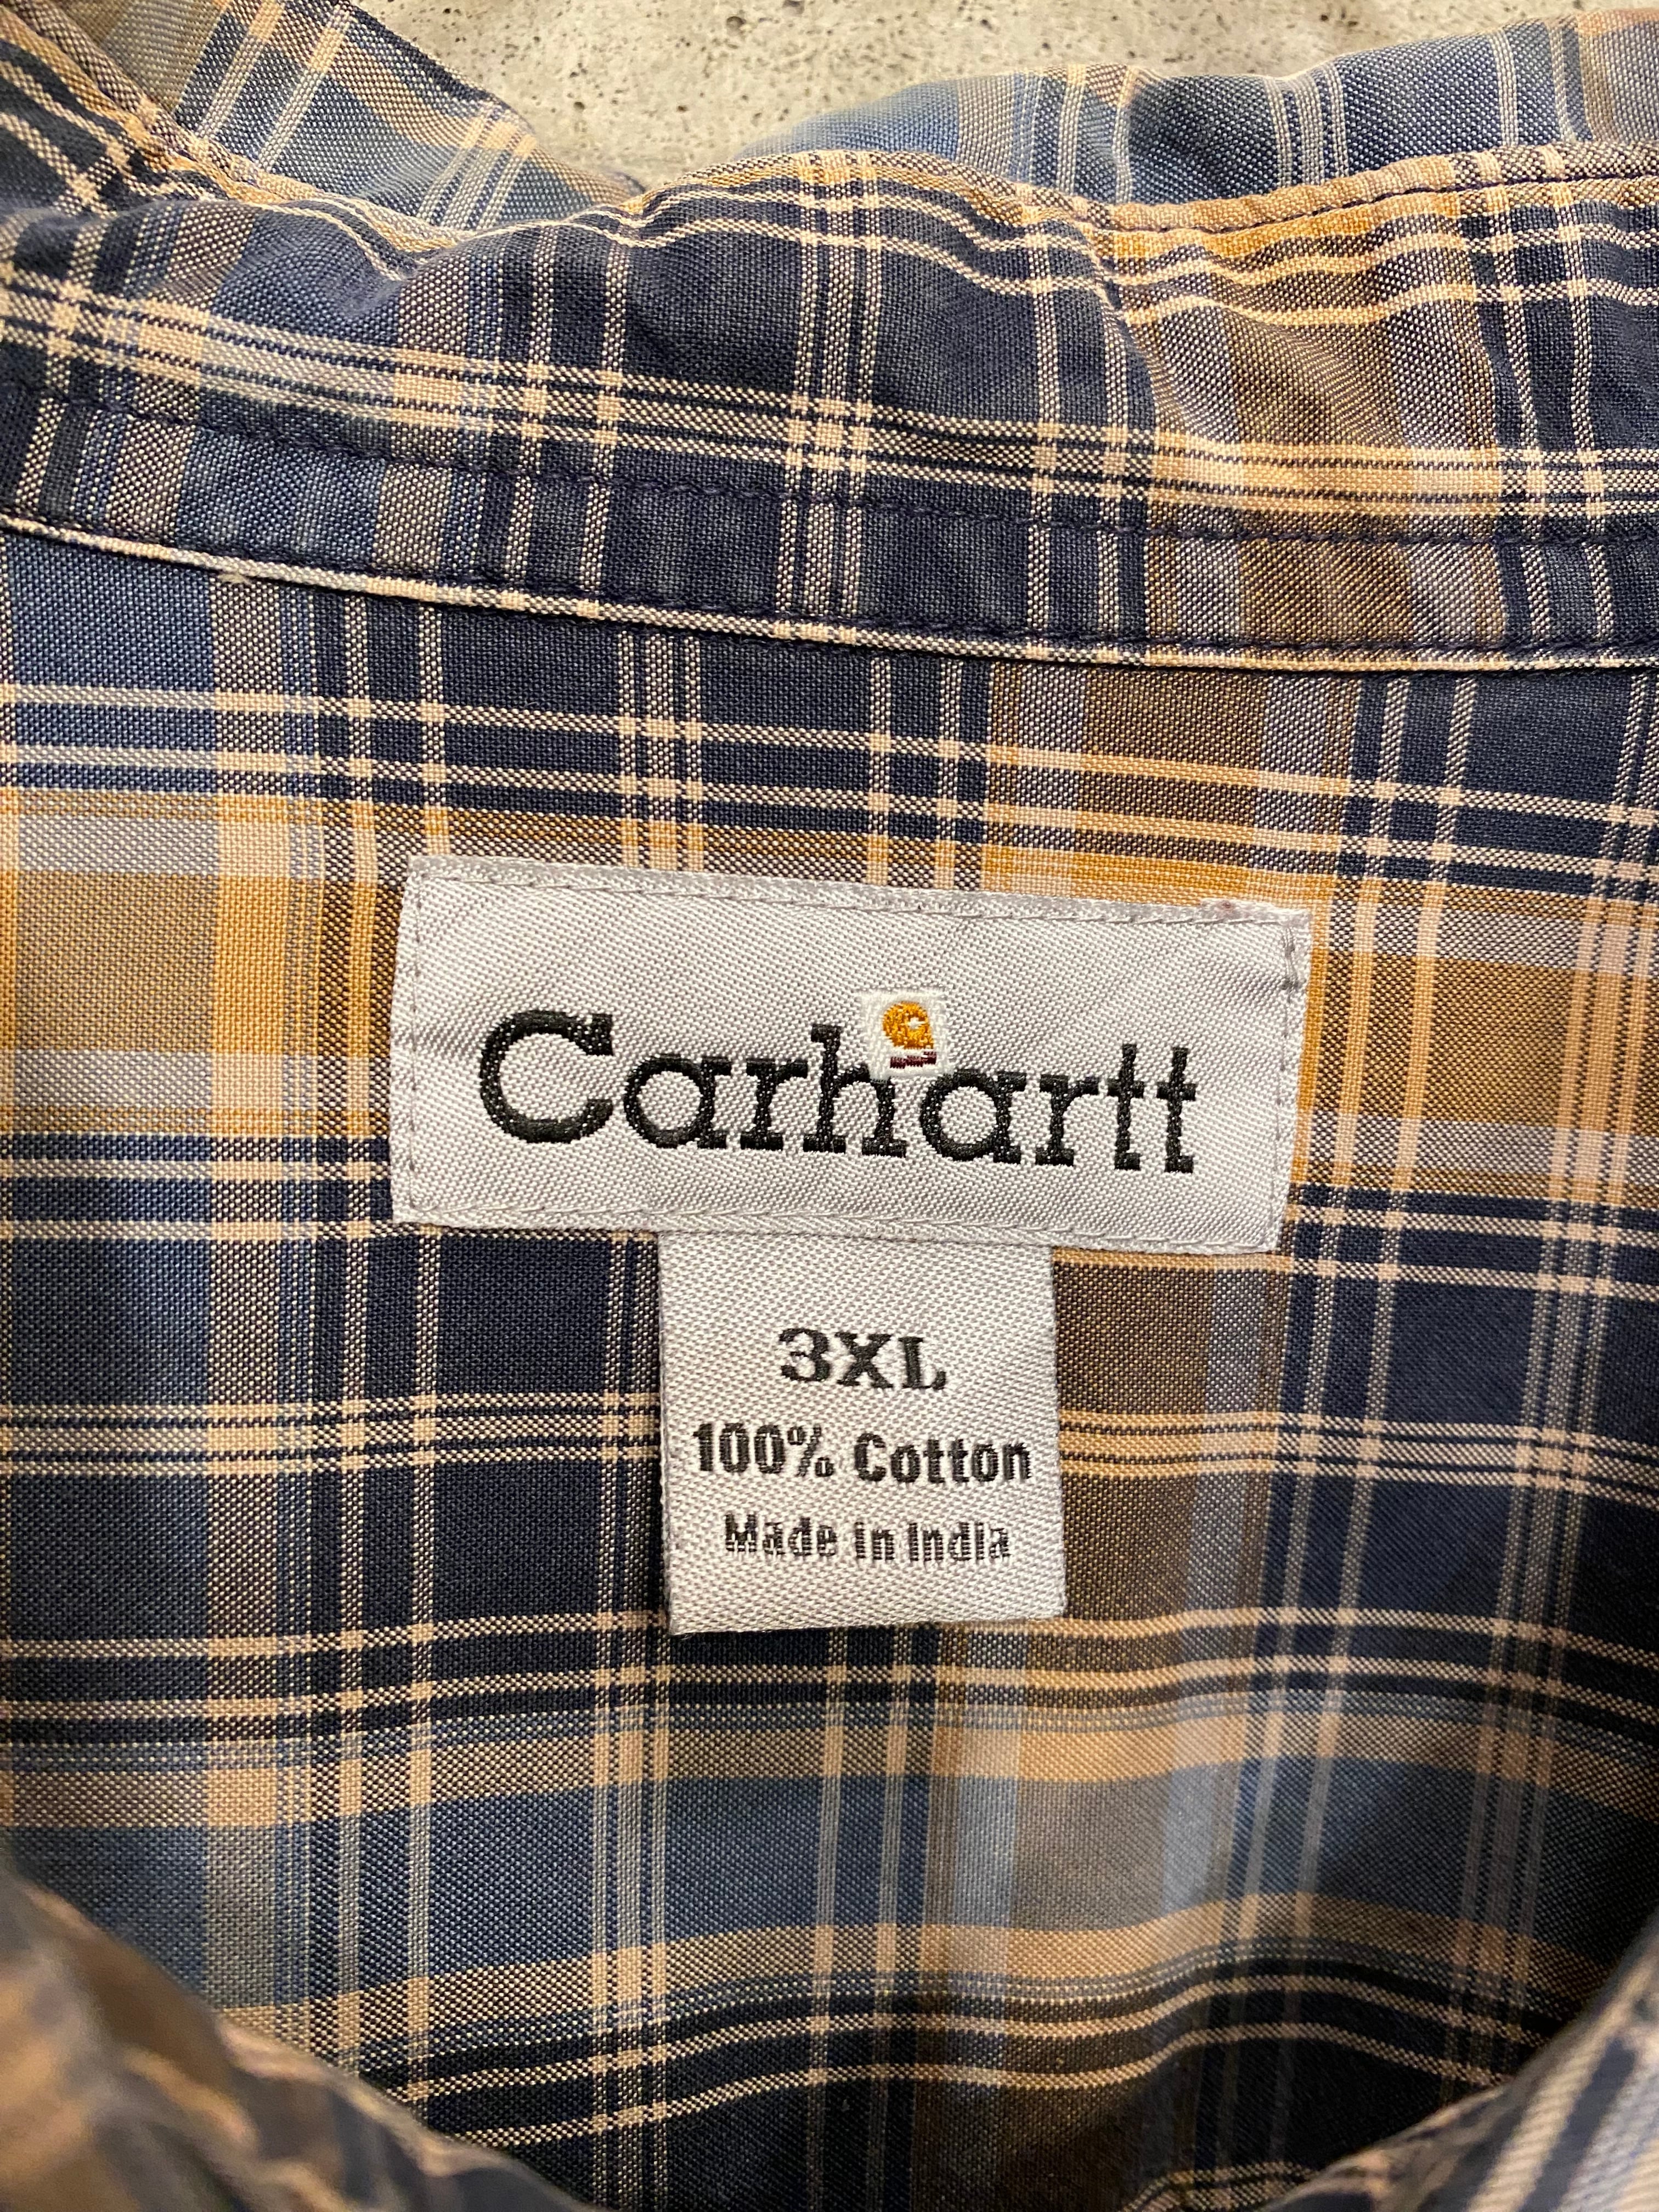 Carhartt
3XL
100% Cotton
Made in India